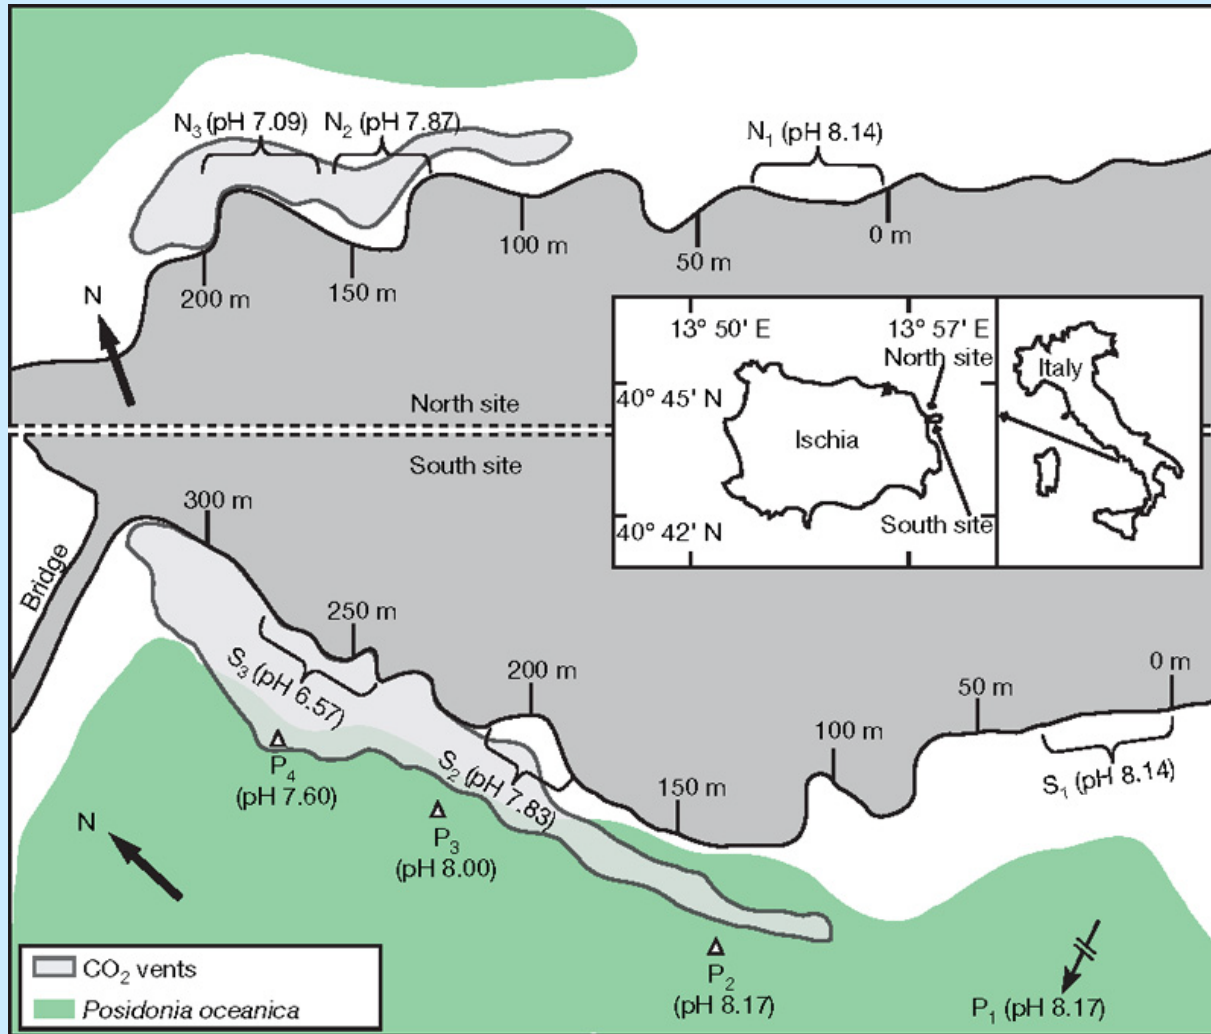 N₃ (pH 7.09)
N₂ (pH 7.87)
N₁ (pH 8.14)
0 m
50 m
100 m
150 m
200 m
N
North site
South site
13° 50' E
13° 57' E
North site
40° 45' N
Ischia
40° 42' N
South site
Italy
Bridge
300 m
250 m
200 m
150 m
100 m
50 m
0 m
S₃ (pH 6.57)
S₂ (pH 7.83)
S₁ (pH 8.14)
P₄
(pH 7.60)
P₃
(pH 8.00)
P₂
(pH 8.17)
P₁ (pH 8.17)
N
CO₂ vents
Posidonia oceanica